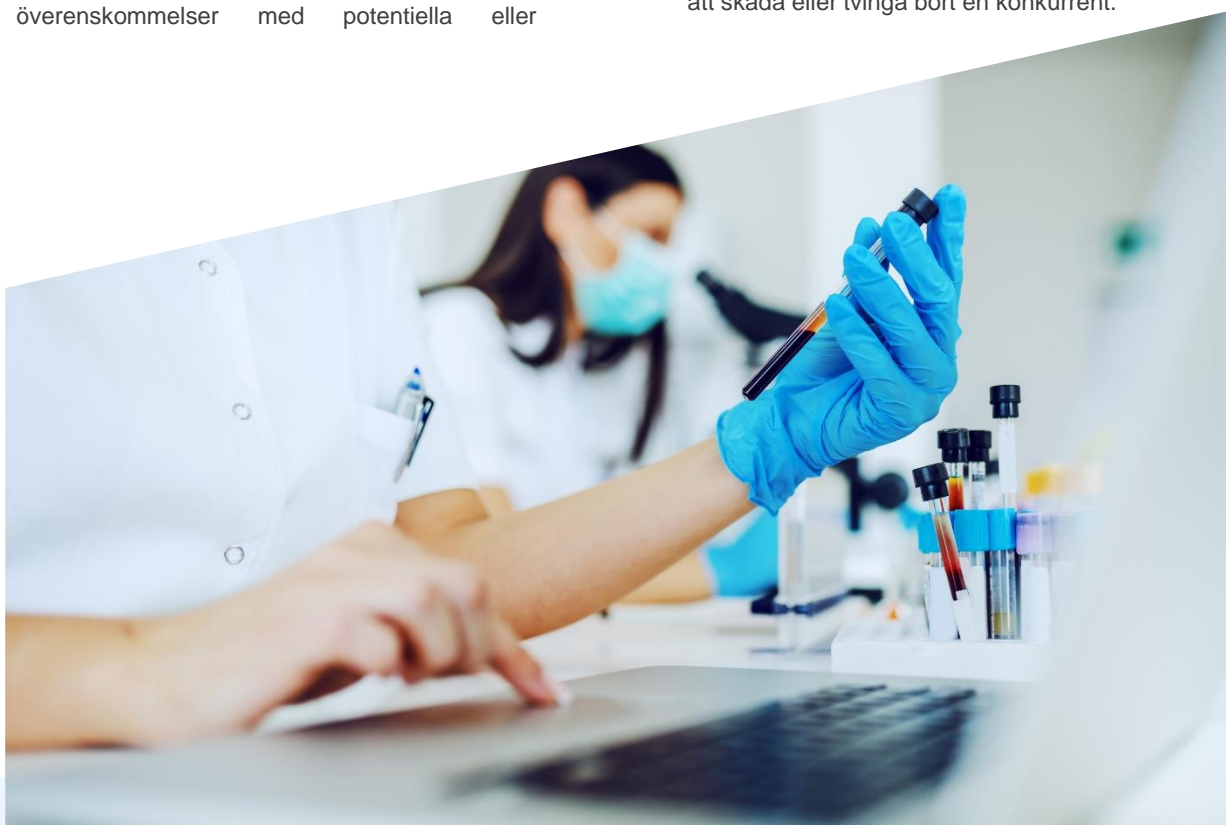 överenskommelser med potentiella eller
att skada eller tvinga bort en konkurrent.